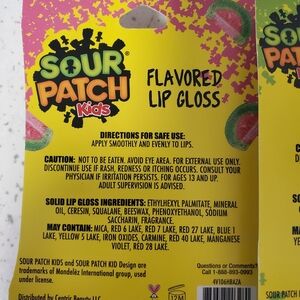 SOUR
PATCH
Kids
FLAVORED
LIP GLOSS
DIRECTIONS FOR SAFE USE:
APPLY SMOOTHLY AND EVENLY TO LIPS.
CAUTION: NOT TO BE EATEN. AVOID EYE AREA. FOR EXTERNAL USE ONLY.
DISCONTINUE USE IF RASH, REDNESS OR ITCHING OCCURS. CONSULT YOUR
PHYSICIAN IF IRRITATION PERSISTS. FOR AGES 13 AND UP.
ADULT SUPERVISION IS ADVISED.
SOLID LIP GLOSS INGREDIENTS: ETHYLHEXYL PALMITATE, MINERAL
OIL, CERESIN, SQUALANE, BEESWAX, PHENOXYETHANOL, SODIUM
SACCHARIN, FRAGRANCE.
MAY CONTAIN: MICA, RED 6 LAKE, RED 7 LAKE, RED 27 LAKE, BLUE 1
LAKE, YELLOW 5 LAKE, IRON OXIDES, CARMINE, RED 40 LAKE, MANGANESE
VIOLET, RED 28 LAKE.
SOUR PATCH KIDS and SOUR PATCH KID Design are
trademarks of Mondelēz International group, used
under license.
Distributed by Centric Beauty LLC
12M
Questions or Comments?
Call 1-888-893-0993
4V106HBAZA
SOUR PATCH
trademarks
under